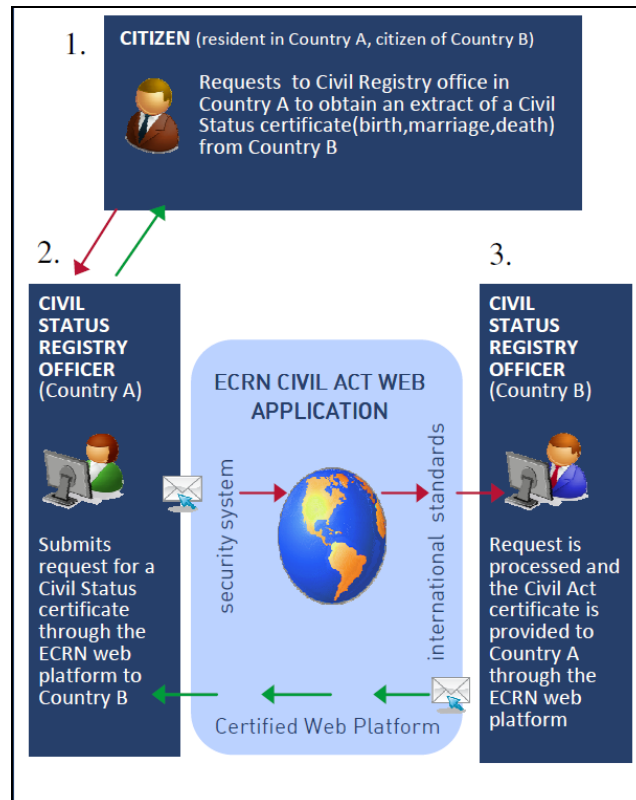 1.
CITIZEN (resident in Country A, citizen of Country B)
Requests to Civil Registry office in
Country A to obtain an extract of a Civil
Status certificate(birth,marriage,death)
from Country B
2.
CIVIL
STATUS
REGISTRY
OFFICER
(Country A)
Submits
request for a
Civil Status
certificate
through the
ECRN web
platform to
Country B
ECRN CIVIL ACT WEB
APPLICATION
security system
international standards
Certified Web Platform
3.
CIVIL
STATUS
REGISTRY
OFFICER
(Country B)
Request is
processed and
the Civil Act
certificate is
provided to
Country A
through the
ECRN web
platform